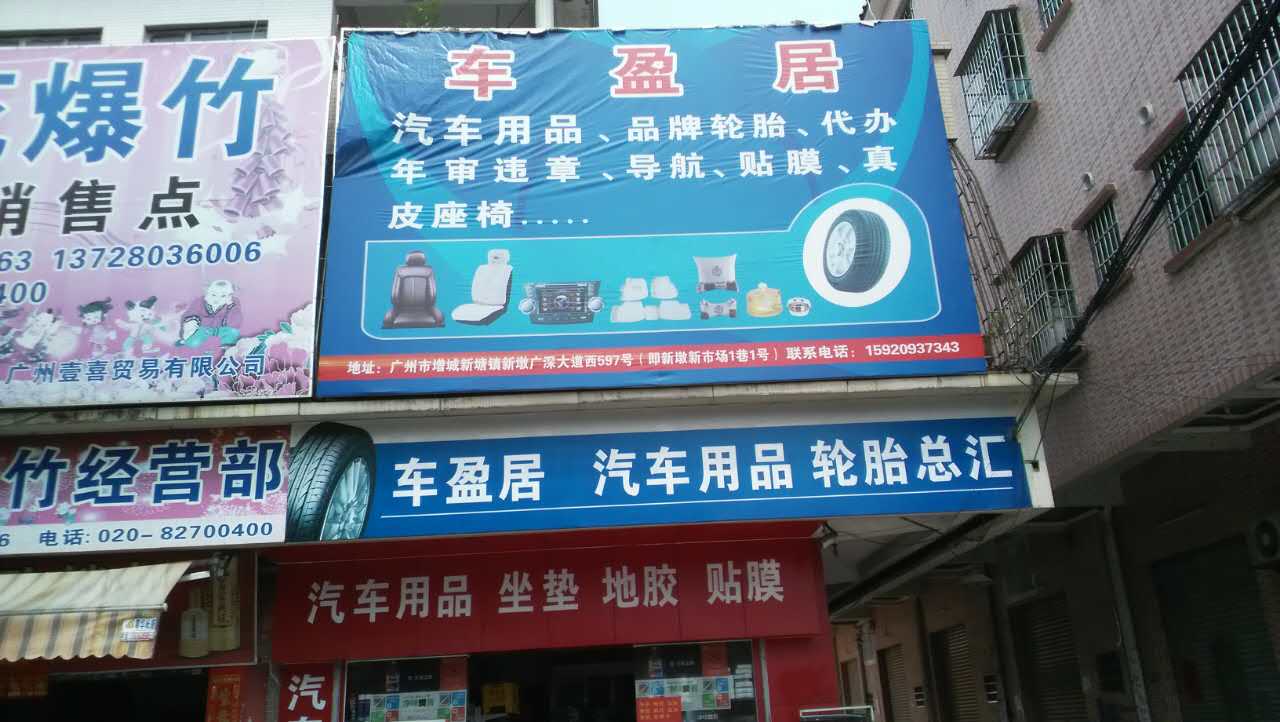 爆竹
销售点
63 13728036006
400
广州壹喜贸易有限公司
车盈居
汽车用品、品牌轮胎、代办
年审违章、导航、贴膜、真
皮座椅.....
地址：广州市增城新塘镇新墩广深大道西597号（即新墩新市场1巷1号）联系电话：15920937343
竹经营部
6 电话:020-82700400
车盈居 汽车用品 轮胎总汇
汽车用品 坐垫 地胶 贴膜
汽车